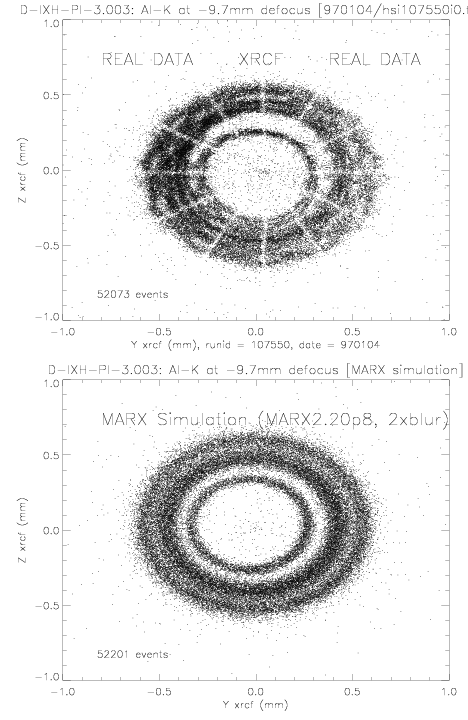 D-IXH-PI-3.003: Al-K at -9.7mm defocus [970104/hsi107550i0.f
1.0
REAL DATA XRCF REAL DATA
0.5
Z xrcf (mm)
0.0
-0.5
52073 events
-1.0
-1.0 -0.5 0.0 0.5 1.0
Y xrcf (mm), runid = 107550, date = 970104
D-IXH-PI-3.003: Al-K at -9.7mm defocus [MARX simulation]
1.0
MARX Simulation (MARX2.20p8, 2xblur)
0.5
Z xrcf (mm)
0.0
-0.5
52201 events
-1.0
-1.0 -0.5 0.0 0.5 1.0
Y xrcf (mm)